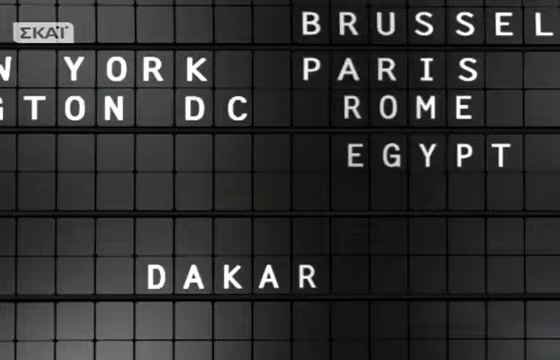 ΣΚΑΪ
BRUSSEL
W YORK PARIS
GTON DC ROME
EGYPT
DAKAR